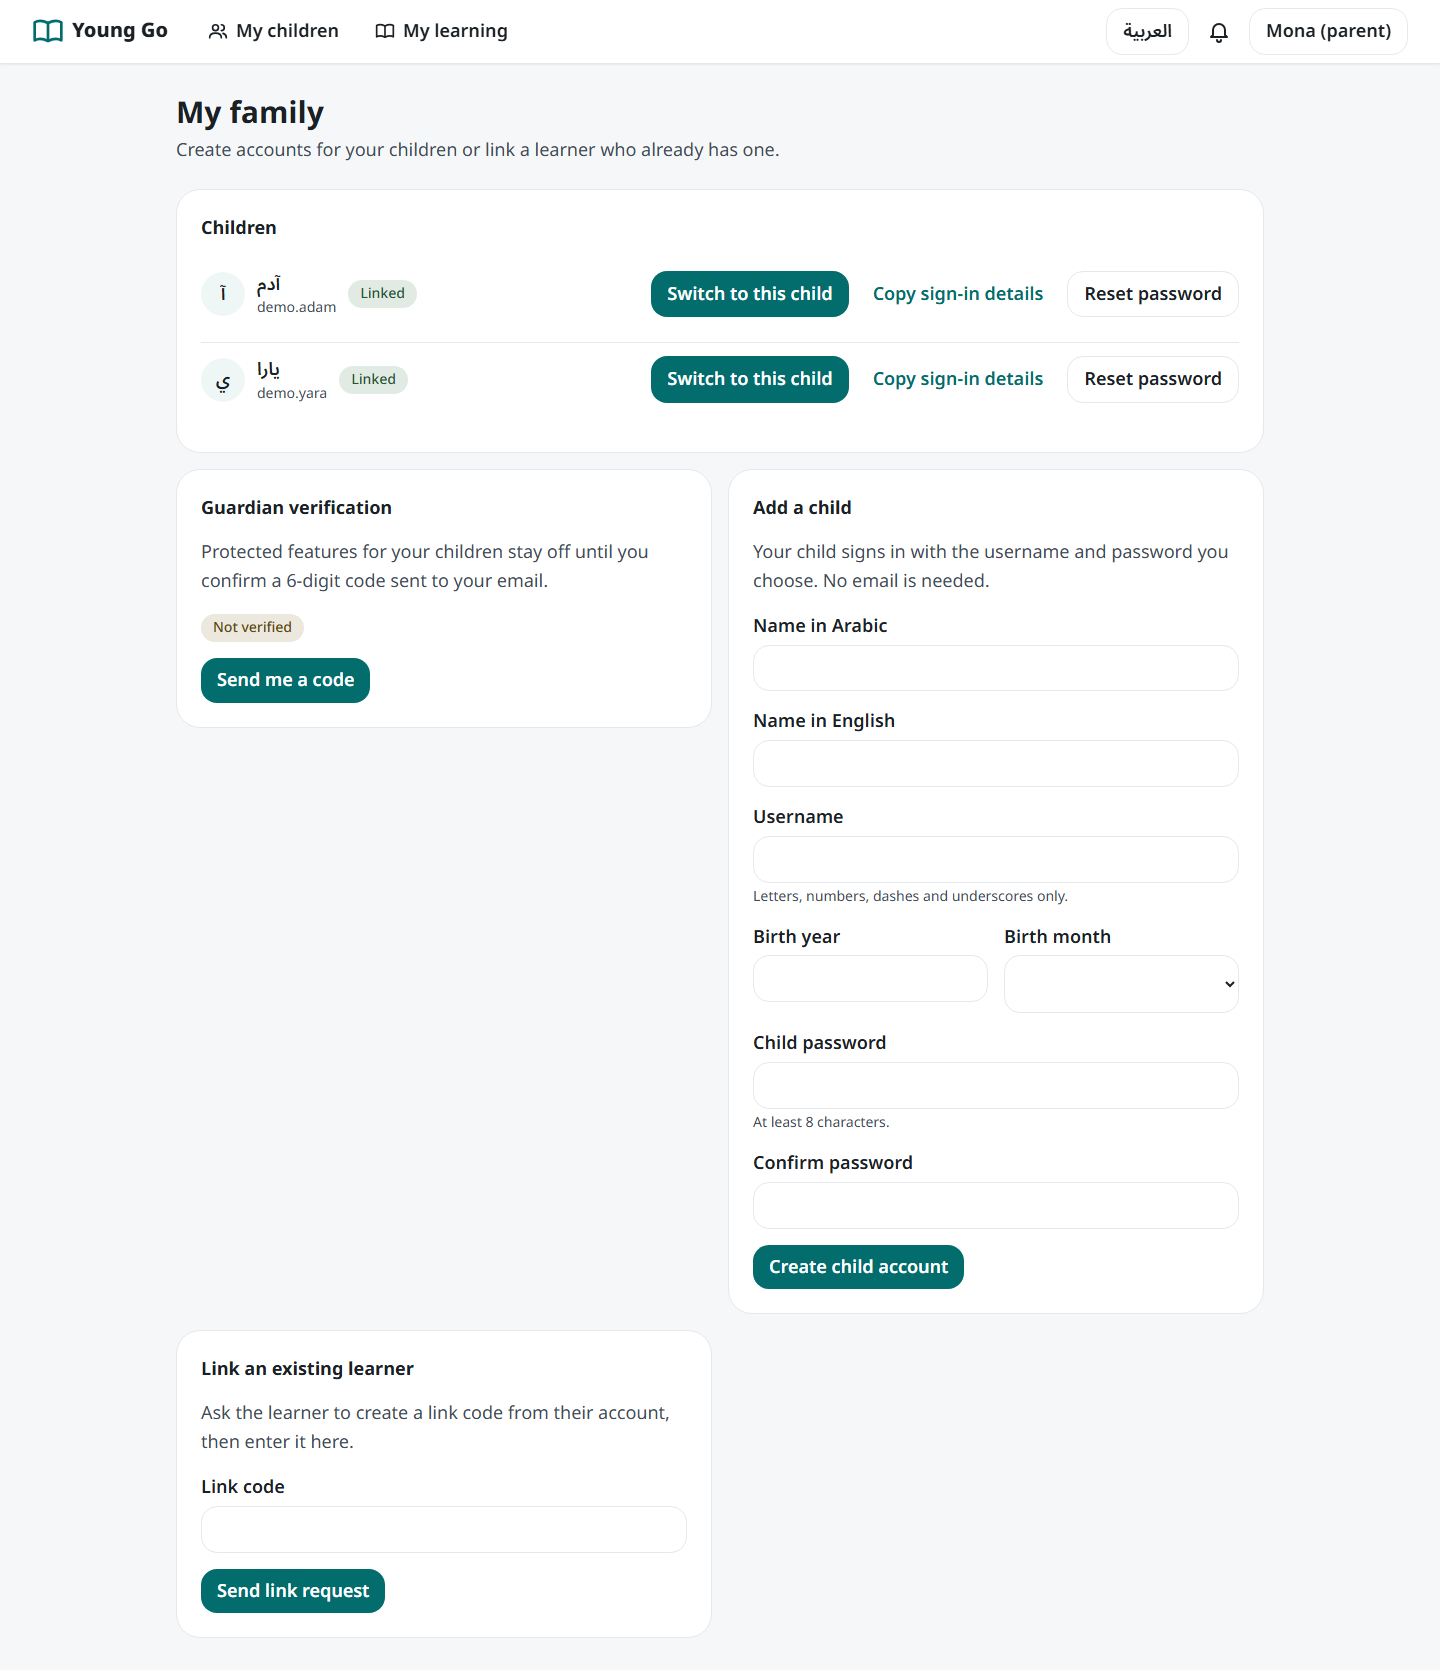 Young Go
My children
My learning
العربية
Mona (parent)
My family
Create accounts for your children or link a learner who already has one.
Children
آ
آدم
demo.adam
Linked
Switch to this child
Copy sign-in details
Reset password
ي
يارا
demo.yara
Linked
Switch to this child
Copy sign-in details
Reset password
Guardian verification
Protected features for your children stay off until you
confirm a 6-digit code sent to your email.
Not verified
Send me a code
Add a child
Your child signs in with the username and password you
choose. No email is needed.
Name in Arabic
Name in English
Username
Letters, numbers, dashes and underscores only.
Birth year
Birth month
Child password
At least 8 characters.
Confirm password
Create child account
Link an existing learner
Ask the learner to create a link code from their account,
then enter it here.
Link code
Send link request